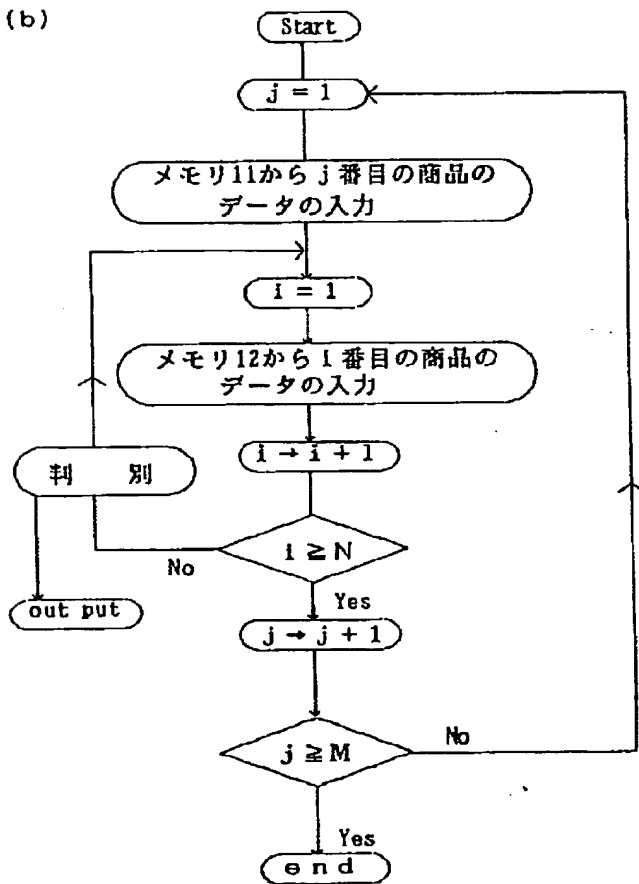 (b)
Start
j = 1
メモリ11から j 番目の商品の
データの入力
i = 1
メモリ12から i 番目の商品の
データの入力
i → i + 1
判 別
i ≧ N
No
Yes
out put
j → j + 1
j ≧ M
No
Yes
end